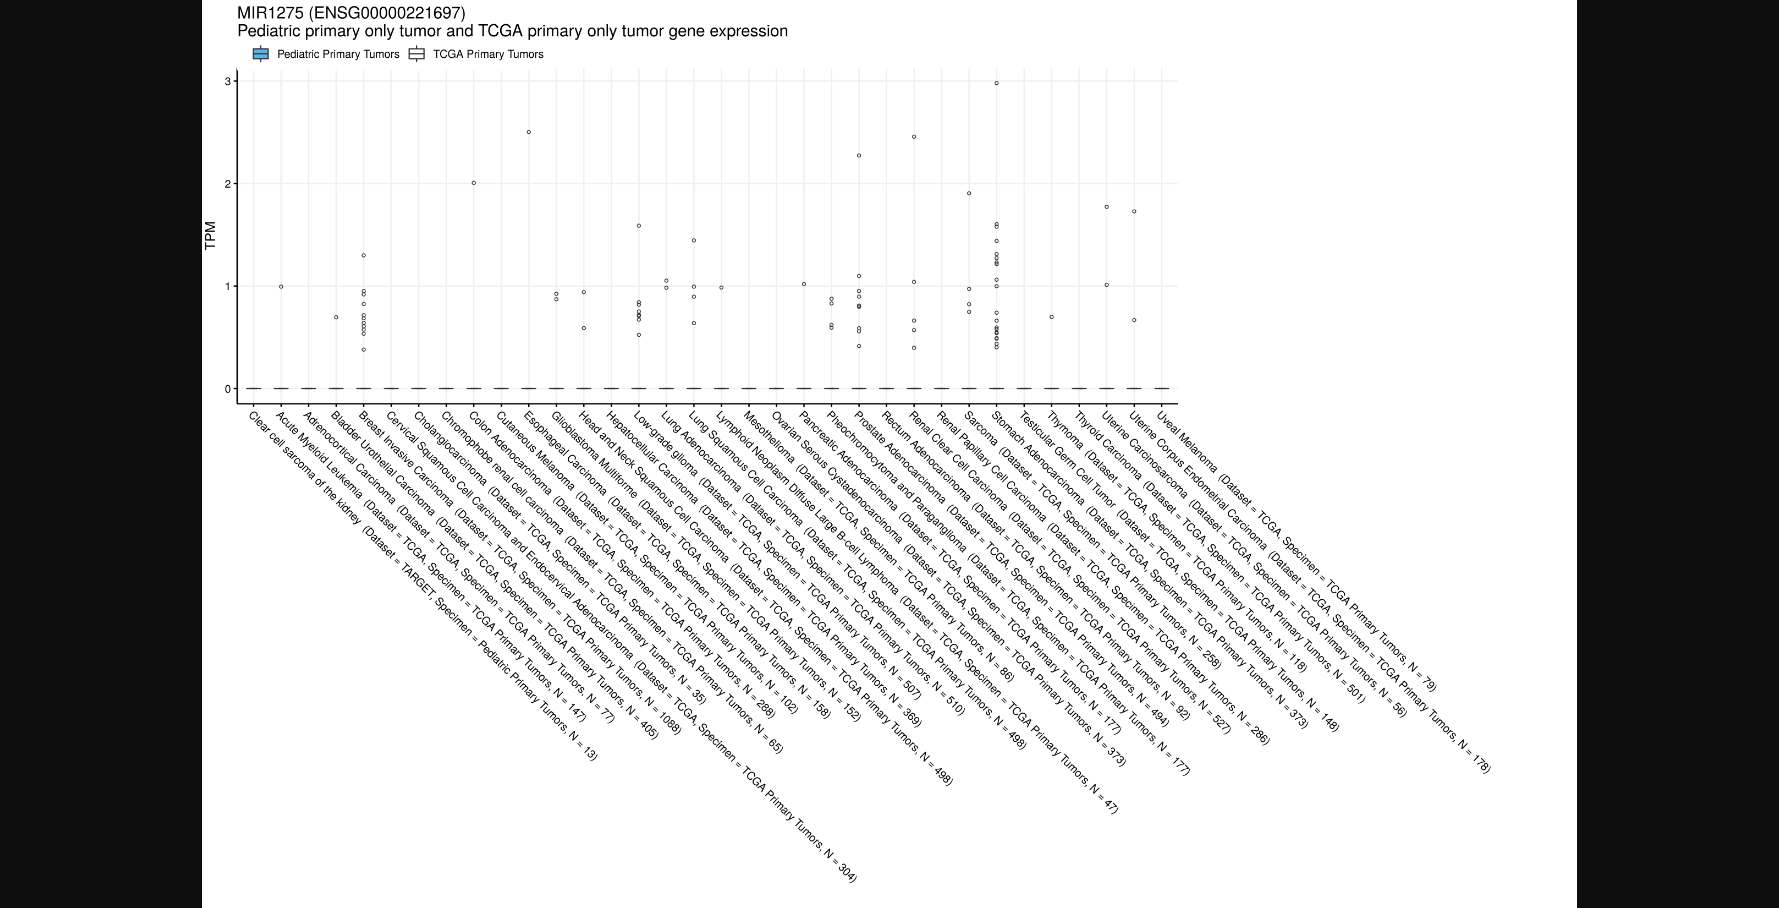 MIR1275 (ENSG00000221697)
Pediatric primary only tumor and TCGA primary only tumor gene expression
Pediatric Primary Tumors
TCGA Primary Tumors
TPM
3
2
1
0
Clear cell sarcoma of the kidney (Dataset = TARGET, Specimen = Pediatric Primary Tumors, N = 13)
Acute Myeloid Leukemia (Dataset = TCGA, Specimen = TCGA Primary Tumors, N = 147)
Adrenocortical Carcinoma (Dataset = TCGA, Specimen = TCGA Primary Tumors, N = 77)
Bladder Urothelial Carcinoma (Dataset = TCGA, Specimen = TCGA Primary Tumors, N = 405)
Breast Invasive Carcinoma (Dataset = TCGA, Specimen = TCGA Primary Tumors, N = 1088)
Cervical Squamous Cell Carcinoma and Endocervical Adenocarcinoma (Dataset = TCGA, Specimen = TCGA Primary Tumors, N = 304)
Cholangiocarcinoma (Dataset = TCGA, Specimen = TCGA Primary Tumors, N = 35)
Chromophobe renal cell carcinoma (Dataset = TCGA, Specimen = TCGA Primary Tumors, N = 65)
Colon Adenocarcinoma (Dataset = TCGA, Specimen = TCGA Primary Tumors, N = 288)
Cutaneous Melanoma (Dataset = TCGA, Specimen = TCGA Primary Tumors, N = 102)
Esophageal Carcinoma (Dataset = TCGA, Specimen = TCGA Primary Tumors, N = 158)
Glioblastoma Multiforme (Dataset = TCGA, Specimen = TCGA Primary Tumors, N = 152)
Head and Neck Squamous Cell Carcinoma (Dataset = TCGA, Specimen = TCGA Primary Tumors, N = 498)
Hepatocellular Carcinoma (Dataset = TCGA, Specimen = TCGA Primary Tumors, N = 369)
Low-grade glioma (Dataset = TCGA, Specimen = TCGA Primary Tumors, N = 507)
Lung Adenocarcinoma (Dataset = TCGA, Specimen = TCGA Primary Tumors, N = 510)
Lung Squamous Cell Carcinoma (Dataset = TCGA, Specimen = TCGA Primary Tumors, N = 498)
Lymphoid Neoplasm Diffuse Large B-cell Lymphoma (Dataset = TCGA, Specimen = TCGA Primary Tumors, N = 47)
Mesothelioma (Dataset = TCGA, Specimen = TCGA Primary Tumors, N = 86)
Ovarian Serous Cystadenocarcinoma (Dataset = TCGA, Specimen = TCGA Primary Tumors, N = 373)
Pancreatic Adenocarcinoma (Dataset = TCGA, Specimen = TCGA Primary Tumors, N = 177)
Pheochromocytoma and Paraganglioma (Dataset = TCGA, Specimen = TCGA Primary Tumors, N = 177)
Prostate Adenocarcinoma (Dataset = TCGA, Specimen = TCGA Primary Tumors, N = 494)
Rectum Adenocarcinoma (Dataset = TCGA, Specimen = TCGA Primary Tumors, N = 92)
Renal Clear Cell Carcinoma (Dataset = TCGA, Specimen = TCGA Primary Tumors, N = 527)
Renal Papillary Cell Carcinoma (Dataset = TCGA, Specimen = TCGA Primary Tumors, N = 286)
Sarcoma (Dataset = TCGA, Specimen = TCGA Primary Tumors, N = 258)
Stomach Adenocarcinoma (Dataset = TCGA, Specimen = TCGA Primary Tumors, N = 373)
Testicular Germ Cell Tumor (Dataset = TCGA, Specimen = TCGA Primary Tumors, N = 148)
Thymoma (Dataset = TCGA, Specimen = TCGA Primary Tumors, N = 118)
Thyroid Carcinoma (Dataset = TCGA, Specimen = TCGA Primary Tumors, N = 501)
Uterine Carcinosarcoma (Dataset = TCGA, Specimen = TCGA Primary Tumors, N = 56)
Uterine Corpus Endometrial Carcinoma (Dataset = TCGA, Specimen = TCGA Primary Tumors, N = 178)
Uveal Melanoma (Dataset = TCGA, Specimen = TCGA Primary Tumors, N = 79)